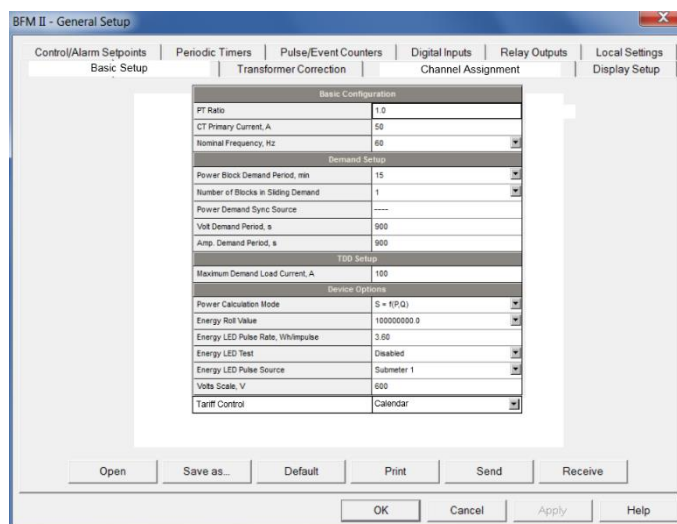 BFM II - General Setup
Control/Alarm Setpoints | Periodic Timers | Pulse/Event Counters | Digital Inputs | Relay Outputs | Local Settings
Basic Setup | Transformer Correction | Channel Assignment | Display Setup
Basic Configuration
PT Ratio 1.0
CT Primary Current, A 50
Nominal Frequency, Hz 60
Demand Setup
Power Block Demand Period, min 15
Number of Blocks in Sliding Demand 1
Power Demand Sync Source ----
Volt Demand Period, s 900
Amp. Demand Period, s 900
TDD Setup
Maximum Demand Load Current, A 100
Device Options
Power Calculation Mode S = f(P,Q)
Energy Roll Value 100000000.0
Energy LED Pulse Rate, Wh/impulse 3.60
Energy LED Test Disabled
Energy LED Pulse Source Submeter 1
Volts Scale, V 600
Tariff Control Calendar
Open Save as... Default Print Send Receive
OK Cancel Apply Help